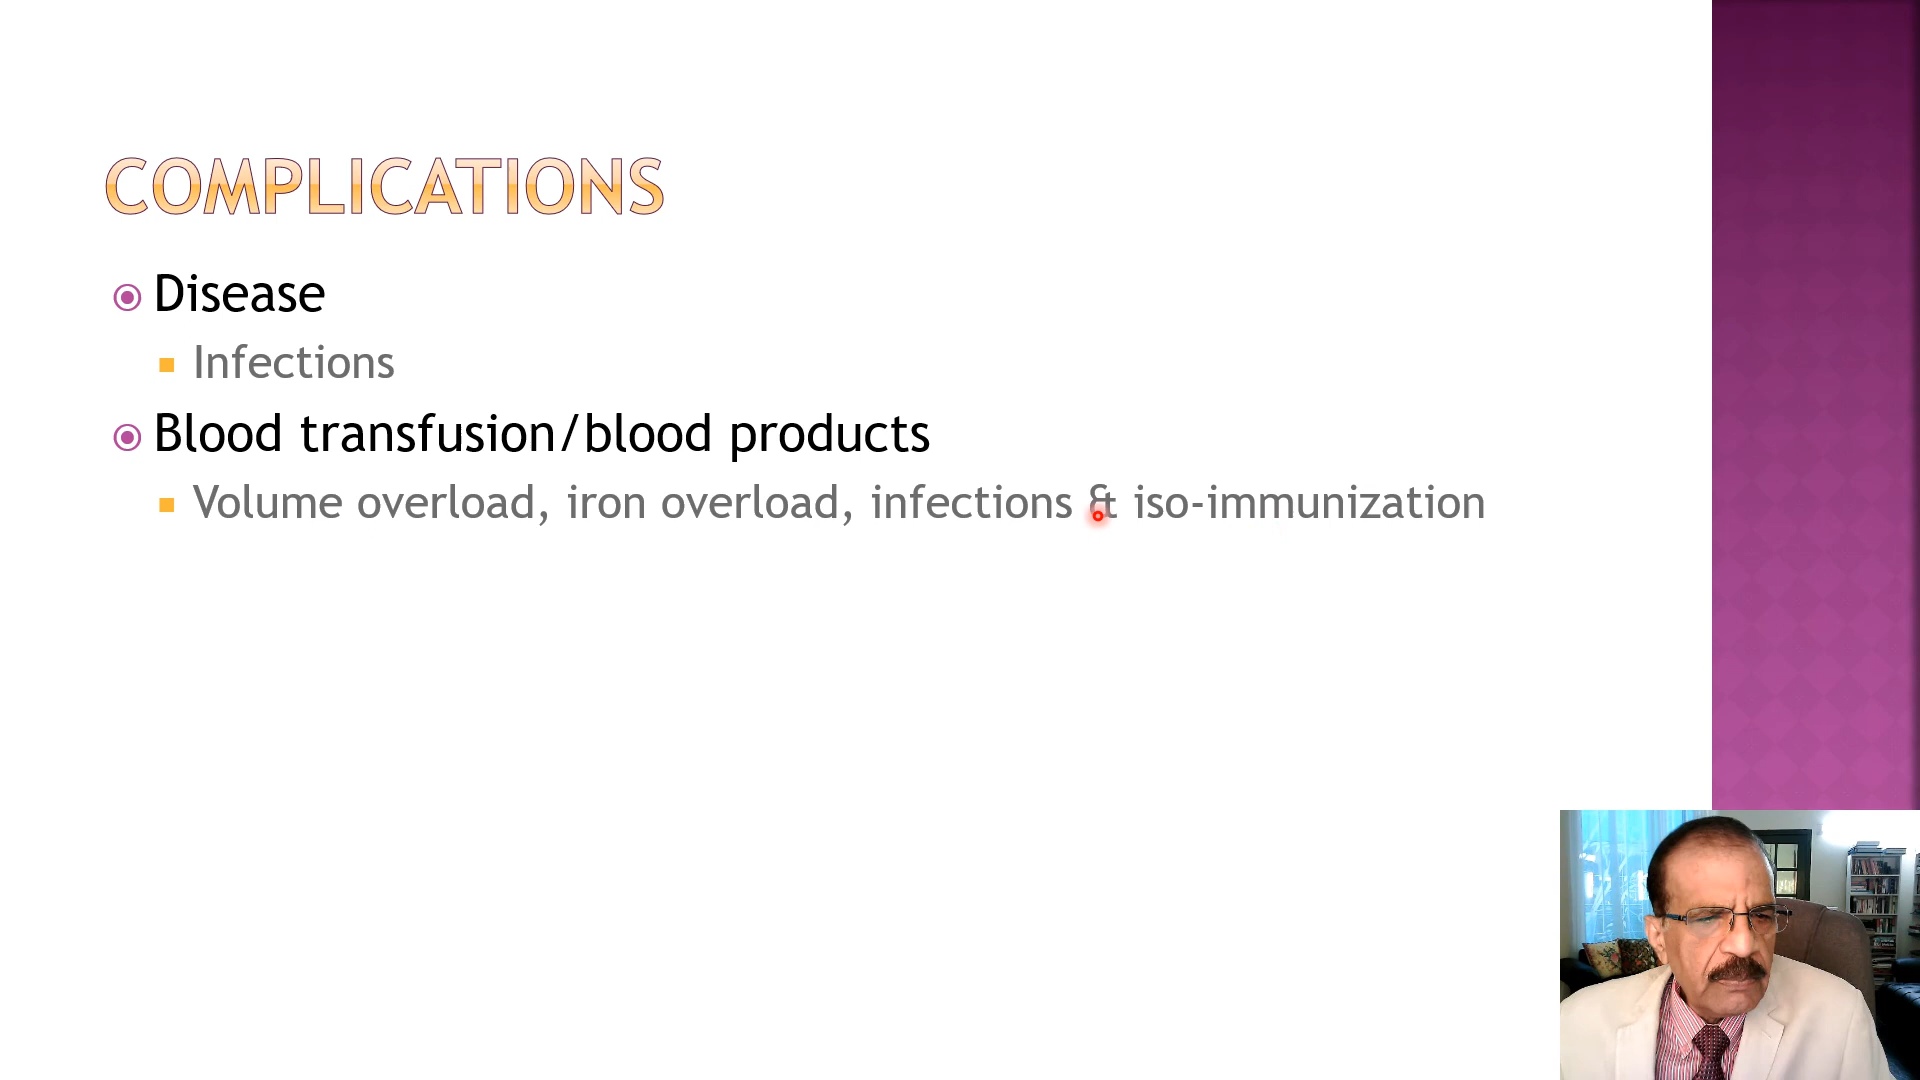 COMPLICATIONS
Disease
Infections
Blood transfusion/blood products
Volume overload, iron overload, infections & iso-immunization